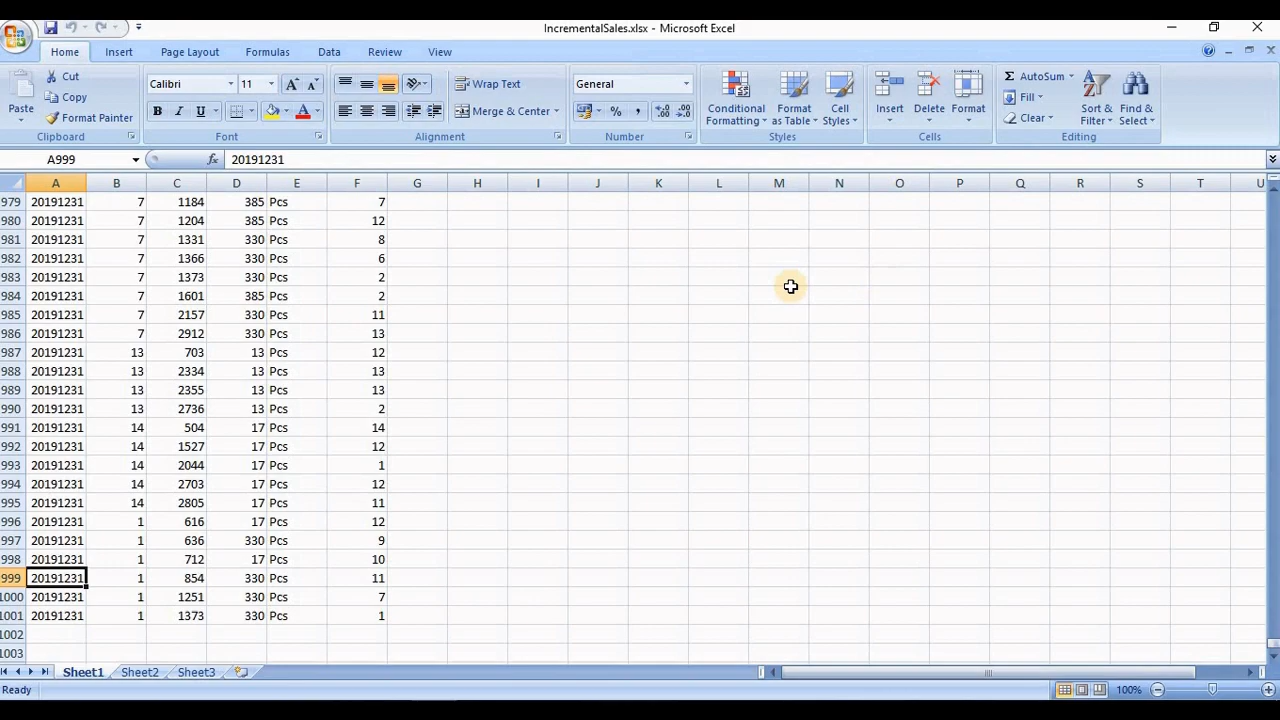 IncrementalSales.xlsx - Microsoft Excel
Home Insert Page Layout Formulas Data Review View
Paste
Cut
Copy
Format Painter
Clipboard
Calibri 11
Font
Wrap Text
Merge & Center
Alignment
General
Number
Conditional Formatting
Format as Table
Cell Styles
Styles
Insert Delete Format
Cells
AutoSum
Fill
Clear
Sort & Filter
Find & Select
Editing
A999 fx 20191231
A B C D E F G H I J K L M N O P Q R S T U
979 20191231 7 1184 385 Pcs 7
980 20191231 7 1204 385 Pcs 12
981 20191231 7 1331 330 Pcs 8
982 20191231 7 1366 330 Pcs 6
983 20191231 7 1373 330 Pcs 2
984 20191231 7 1601 385 Pcs 2
985 20191231 7 2157 330 Pcs 11
986 20191231 7 2912 330 Pcs 13
987 20191231 13 703 13 Pcs 12
988 20191231 13 2334 13 Pcs 13
989 20191231 13 2355 13 Pcs 13
990 20191231 13 2736 13 Pcs 2
991 20191231 14 504 17 Pcs 14
992 20191231 14 1527 17 Pcs 12
993 20191231 14 2044 17 Pcs 1
994 20191231 14 2703 17 Pcs 12
995 20191231 14 2805 17 Pcs 11
996 20191231 1 616 17 Pcs 12
997 20191231 1 636 330 Pcs 9
998 20191231 1 712 17 Pcs 10
999 20191231 1 854 330 Pcs 11
1000 20191231 1 1251 330 Pcs 7
1001 20191231 1 1373 330 Pcs 1
1002
1003
Sheet1 Sheet2 Sheet3
Ready 100%